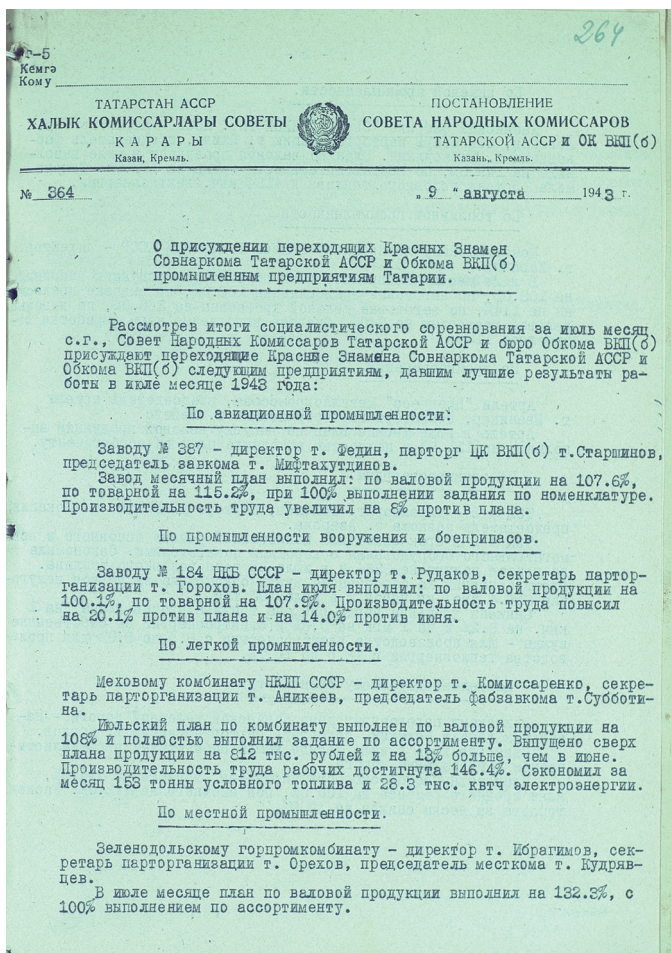 264
г-5
Кемгә
Кому
ТАТАРСТАН АССР
ХАЛЫК КОМИССАРЛАРЫ СОВЕТЫ
КАРАРЫ
Казан, Кремль.
ПОСТАНОВЛЕНИЕ
СОВЕТА НАРОДНЫХ КОМИССАРОВ
ТАТАРСКОЙ АССР и ОК ВКП(б)
Казань, Кремль.
№ 364 „ 9 " августа 1943 г.
О присуждении переходящих Красных Знамен
Совнаркома Татарской АССР и Обкома ВКП(б)
промышленным предприятиям Татарии.
Рассмотрев итоги социалистического соревнования за июль месяц
с.г., Совет Народных Комиссаров Татарской АССР и бюро Обкома ВКП(б)
присуждают переходящие Красные Знамена Совнаркома Татарской АССР и
Обкома ВКП(б) следующим предприятиям, давшим лучшие результаты ра-
боты в июле месяце 1943 года:
По авиационной промышленности:
Заводу № 387 - директор т. Федин, парторг ЦК ВКП(б) т.Старшинов,
председатель завкома т. Мифтахутдинов.
Завод месячный план выполнил: по валовой продукции на 107.6%,
по товарной на 115.2%, при 100% выполнении задания по номенклатуре.
Производительность труда увеличил на 8% против плана.
По промышленности вооружения и боеприпасов.
Заводу № 184 НКБ СССР - директор т. Рудаков, секретарь партор-
ганизации т. Горохов. План июля выполнил: по валовой продукции на
100.1%, по товарной на 107.9%. Производительность труда повысил
на 20.1% против плана и на 14.0% против июня.
По легкой промышленности.
Меховому комбинату НКЛП СССР - директор т. Комиссаренко, секре-
тарь парторганизации т. Аникеев, председатель фабзавкома т.Субботи-
на.
Июльский план по комбинату выполнен по валовой продукции на
108% и полностью выполнил задание по ассортименту. Выпущено сверх
плана продукции на 812 тыс. рублей и на 13% больше, чем в июне.
Производительность труда рабочих достигнута 146.4%. Сэкономил за
месяц 153 тонны условного топлива и 28.3 тыс. квтч электроэнергии.
По местной промышленности.
Зеленодольскому горпромкомбинату - директор т. Ибрагимов, сек-
ретарь парторганизации т. Орехов, председатель месткома т. Кудряв-
цев.
В июле месяце план по валовой продукции выполнил на 132.3%, с
100% выполнением по ассортименту.